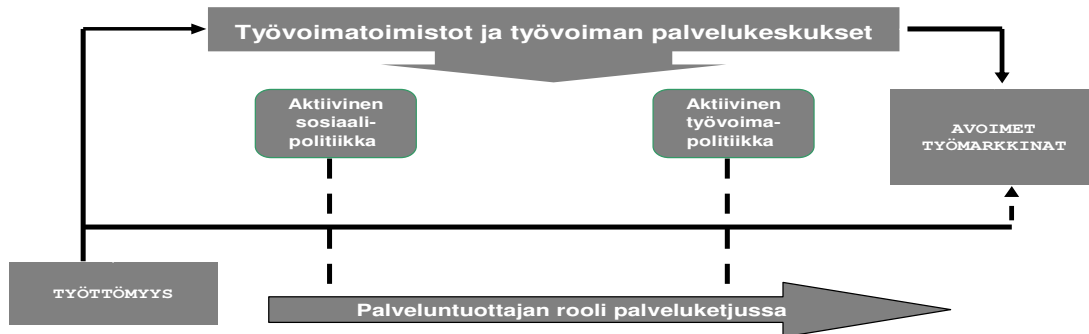 Työvoimatoimistot ja työvoiman palvelukeskukset
Aktiivinen
sosiaali-
politiikka
Aktiivinen
työvoima-
politiikka
AVOIMET
TYÖMARKKINAT
TYÖTTÖMYYS
Palveluntuottajan rooli palveluketjussa